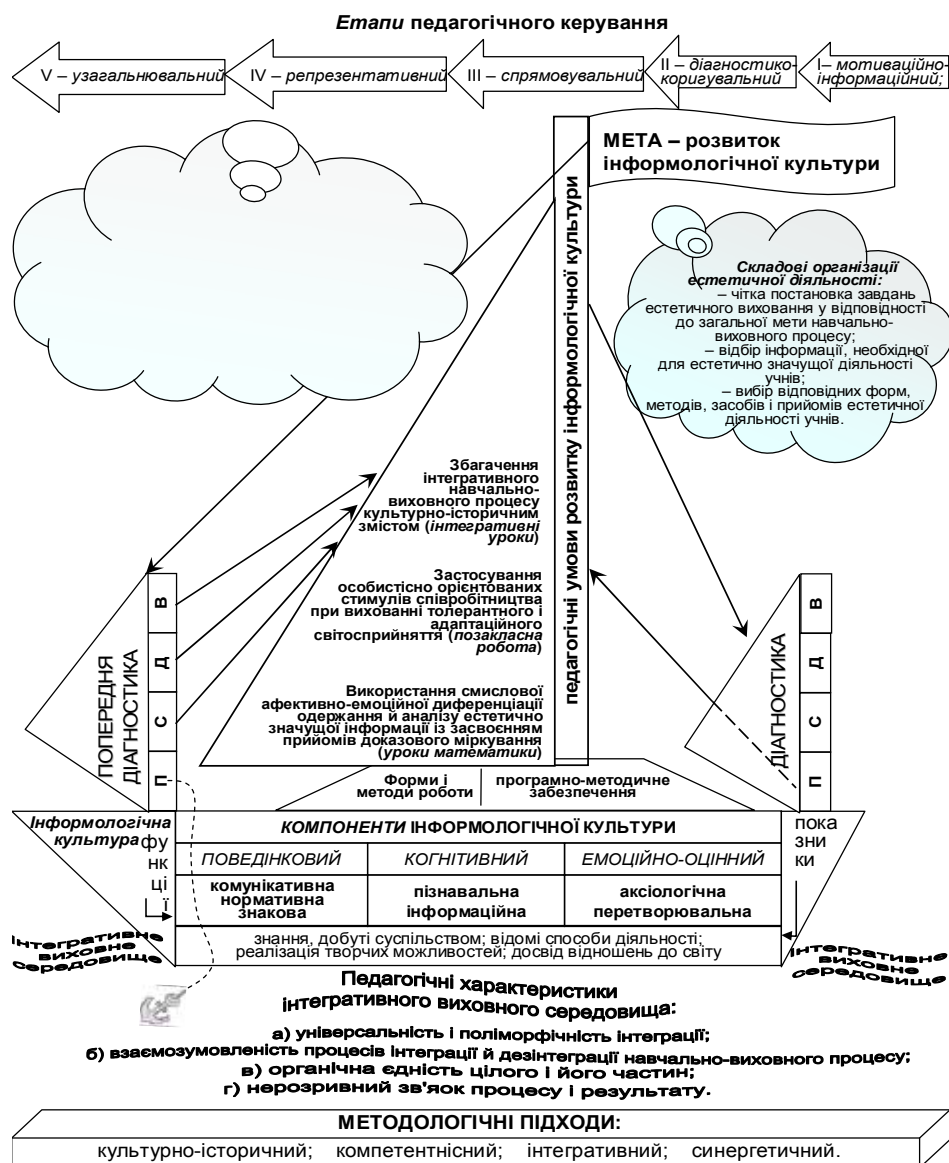 Етапи педагогічного керування
V – узагальнювальний
IV – репрезентативний
III – спрямовувальний
II – діагностико-
коригувальний
I– мотиваційно-
інформаційний;
МЕТА – розвиток
інформологічної культури
педагогічні умови розвитку інформологічної культури
Складові організації
естетичної діяльності:
– чітка постановка завдань
естетичного виховання у відповідності
до загальної мети навчально-
виховного процесу;
– відбір інформації, необхідної
для естетично значущої діяльності
учнів;
– вибір відповідних форм,
методів, засобів і прийомів естетичної
діяльності учнів.
Збагачення
інтегративного
навчально-
виховного процесу
культурно-історичним
змістом (інтегративні
уроки)
Застосування
особистісно орієнтованих
стимулів співробітництва
при вихованні толерантного і
адаптаційного
світосприйняття (позакласна
робота)
Використання смислової
афективно-емоційної диференціації
одержання й аналізу естетично
значущої інформації із засвоєнням
прийомів доказового міркування
(уроки математики)
ПОПЕРЕДНЯ
ДІАГНОСТИКА
В
Д
С
П
ДІАГНОСТИКА
В
Д
С
П
Форми і
методи роботи
програмно-методичне
забезпечення
Інформологічна
культура
фу
нк
ці
ї
КОМПОНЕНТИ ІНФОРМОЛОГІЧНОЇ КУЛЬТУРИ
пока
зни
ки
ПОВЕДІНКОВИЙ
КОГНІТИВНИЙ
ЕМОЦІЙНО-ОЦІННИЙ
комунікативна
нормативна
знакова
пізнавальна
інформаційна
аксіологічна
перетворювальна
знання, добуті суспільством; відомі способи діяльності;
реалізація творчих можливостей; досвід відношень до світу
Інтегративне
виховне
середовище
Інтегративне
виховне
середовище
Педагогічні характеристики
інтегративного виховного середовища:
а) універсальність і поліморфічність інтеграції;
б) взаємозумовленість процесів інтеграції й дезінтеграції навчально-виховного процесу;
в) органічна єдність цілого і його частин;
г) нерозривний зв'язок процесу і результату.
МЕТОДОЛОГІЧНІ ПІДХОДИ:
культурно-історичний; компетентнісний; інтегративний; синергетичний.